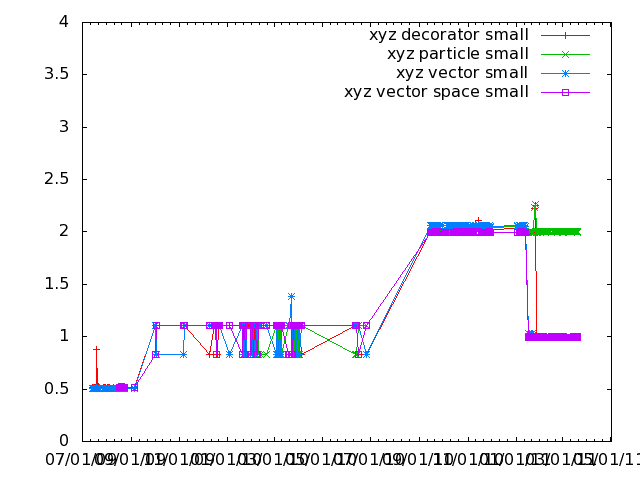 4
xyz decorator small
xyz particle small
xyz vector small
xyz vector space small
3.5
3
2.5
2
1.5
1
0.5
0